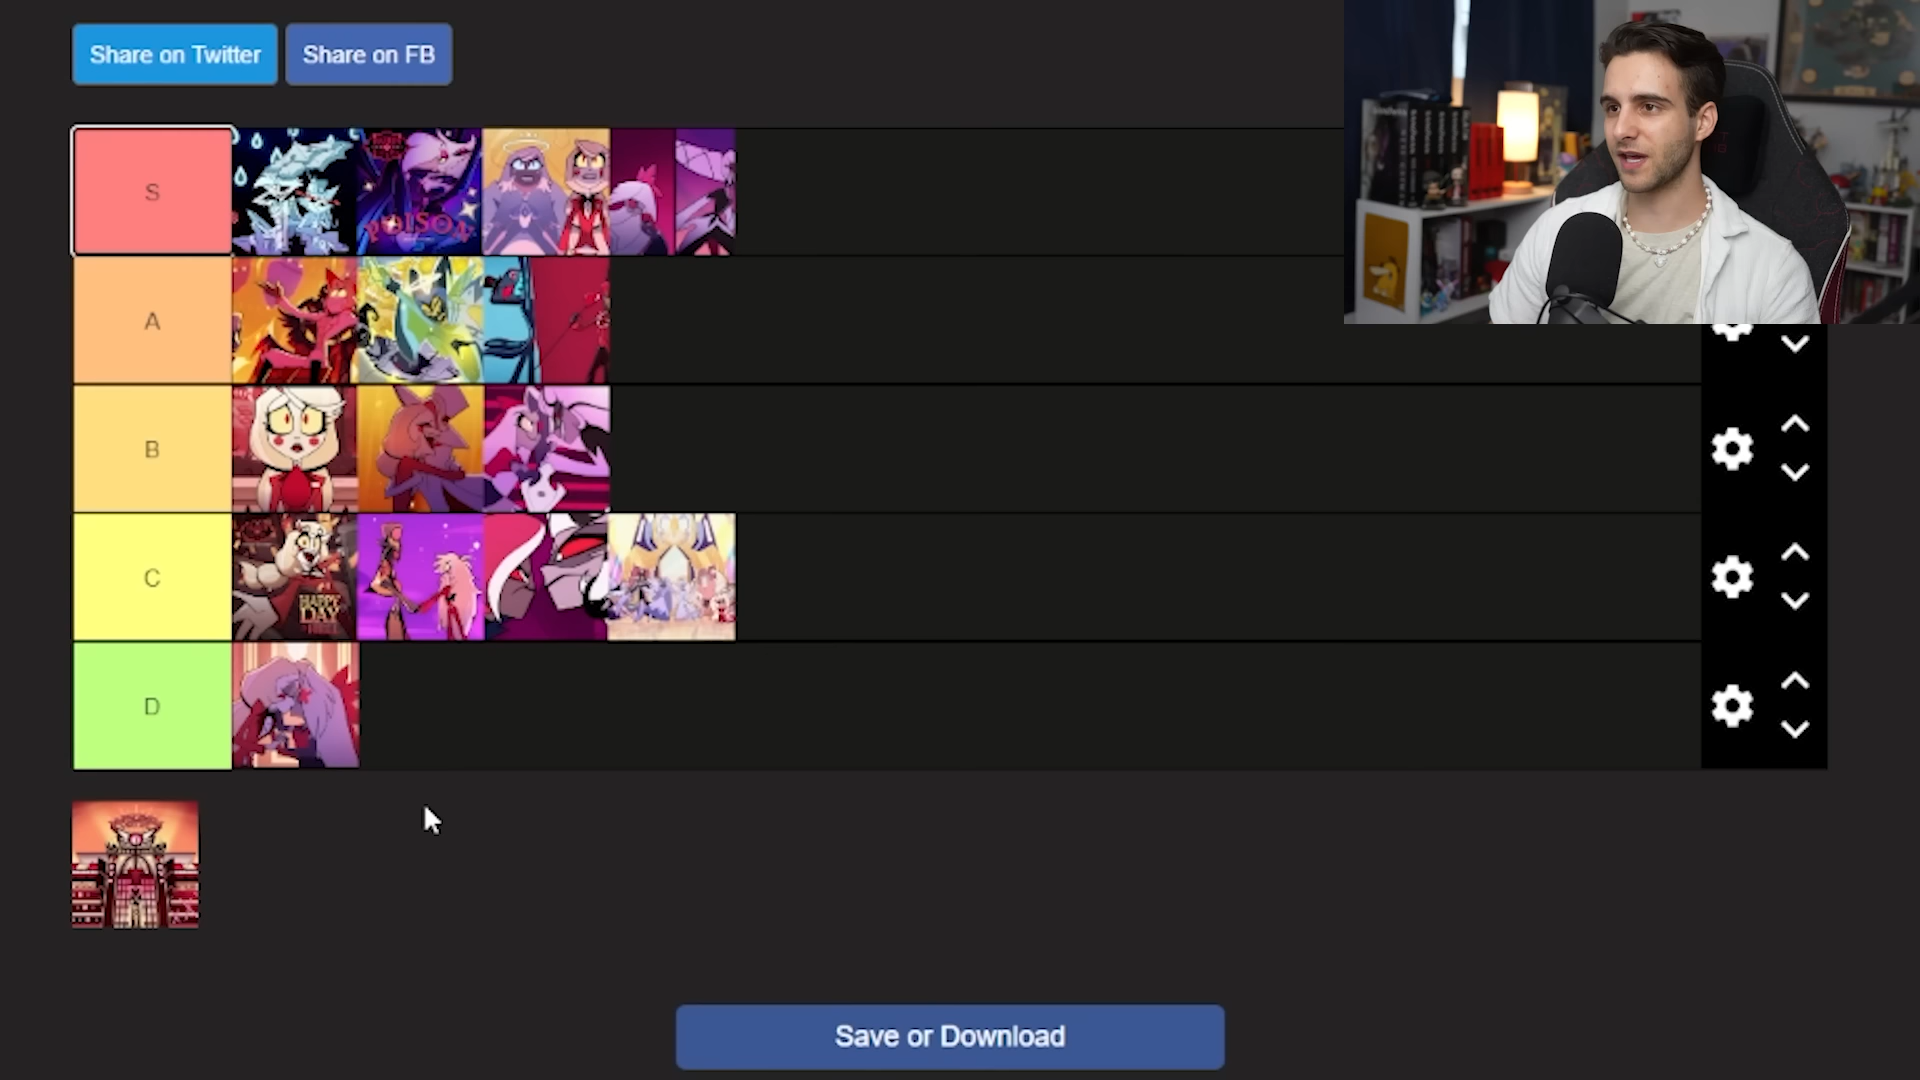 Share on Twitter Share on FB
S
POISON
A
B
C
HAPPY
DAY
D
Save or Download